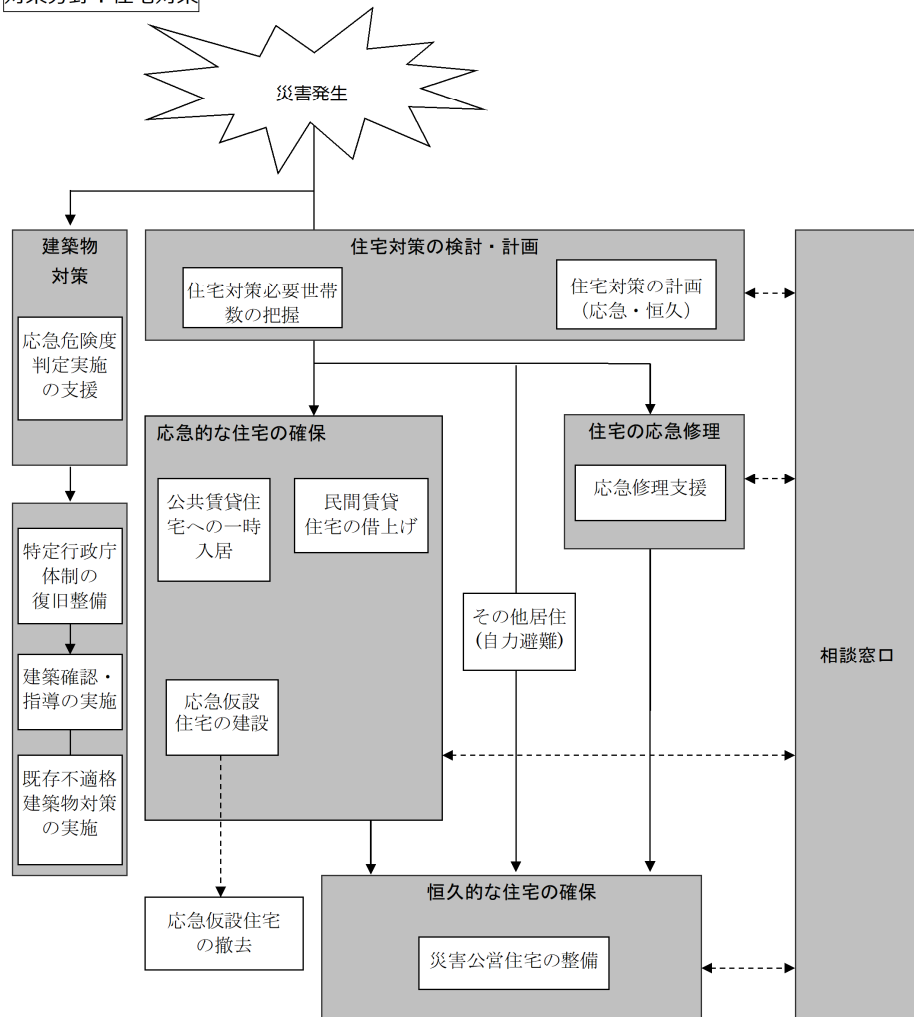 対策分野：住宅対策
災害発生
建築物
対策
応急危険度
判定実施
の支援
住宅対策の検討・計画
住宅対策必要世帯
数の把握
住宅対策の計画
（応急・恒久）
応急的な住宅の確保
公共賃貸住
宅への一時
入居
民間賃貸
住宅の借上げ
住宅の応急修理
応急修理支援
特定行政庁
体制の
復旧整備
建築確認・
指導の実施
既存不適格
建築物対策
の実施
その他居住
(自力避難)
相談窓口
応急仮設
住宅の建設
応急仮設住宅
の撤去
恒久的な住宅の確保
災害公営住宅の整備